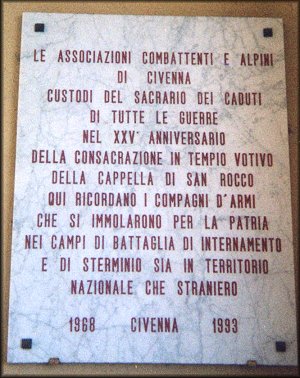 LE ASSOCIAZIONI COMBATTENTI E ALPINI
DI CIVENNA
CUSTODI DEL SACRARIO DEI CADUTI
DI TUTTE LE GUERRE
NEL XXV° ANNIVERSARIO
DELLA CONSACRAZIONE IN TEMPIO VOTIVO
DELLA CAPPELLA DI SAN ROCCO
QUI RICORDANO I COMPAGNI D'ARMI
CHE SI IMMOLARONO PER LA PATRIA
NEI CAMPI DI BATTAGLIA DI INTERNAMENTO
E DI STERMINIO SIA IN TERRITORIO
NAZIONALE CHE STRANIERO
1968 CIVENNA 1993